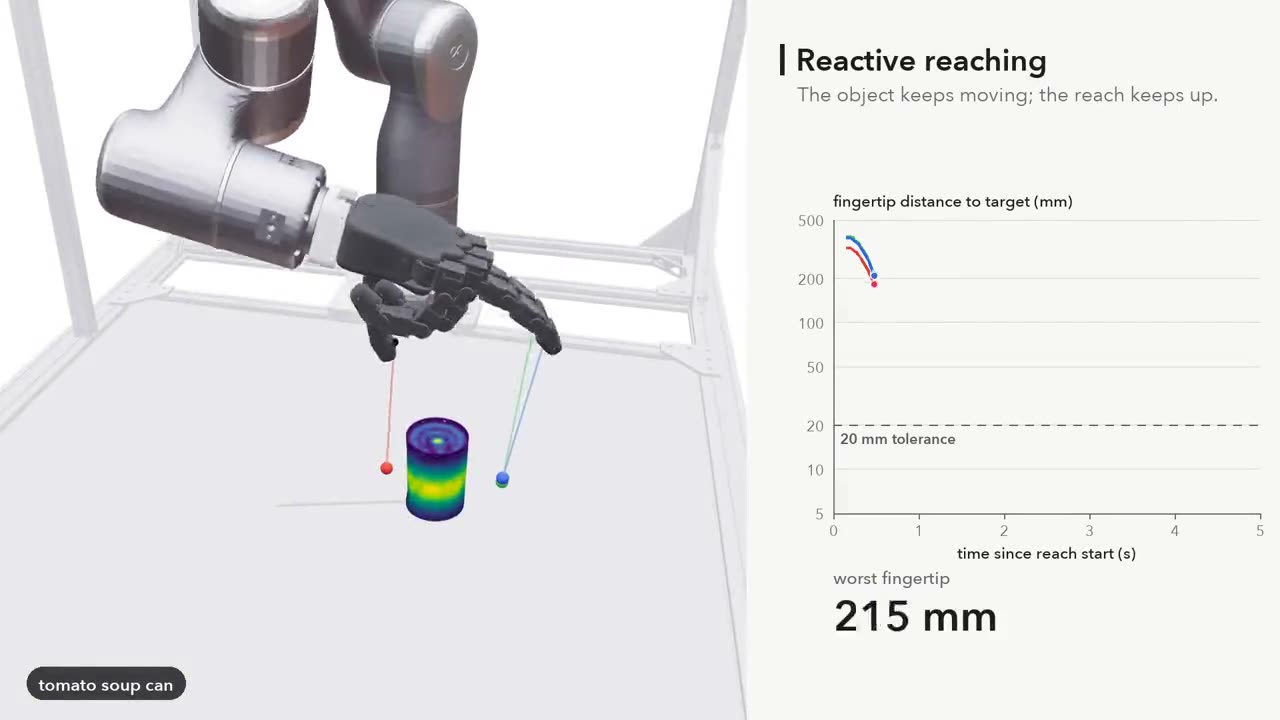 Reactive reaching
The object keeps moving; the reach keeps up.
fingertip distance to target (mm)
500
200
100
50
20
20 mm tolerance
10
5
0 1 2 3 4 5
time since reach start (s)
worst fingertip
215 mm
tomato soup can